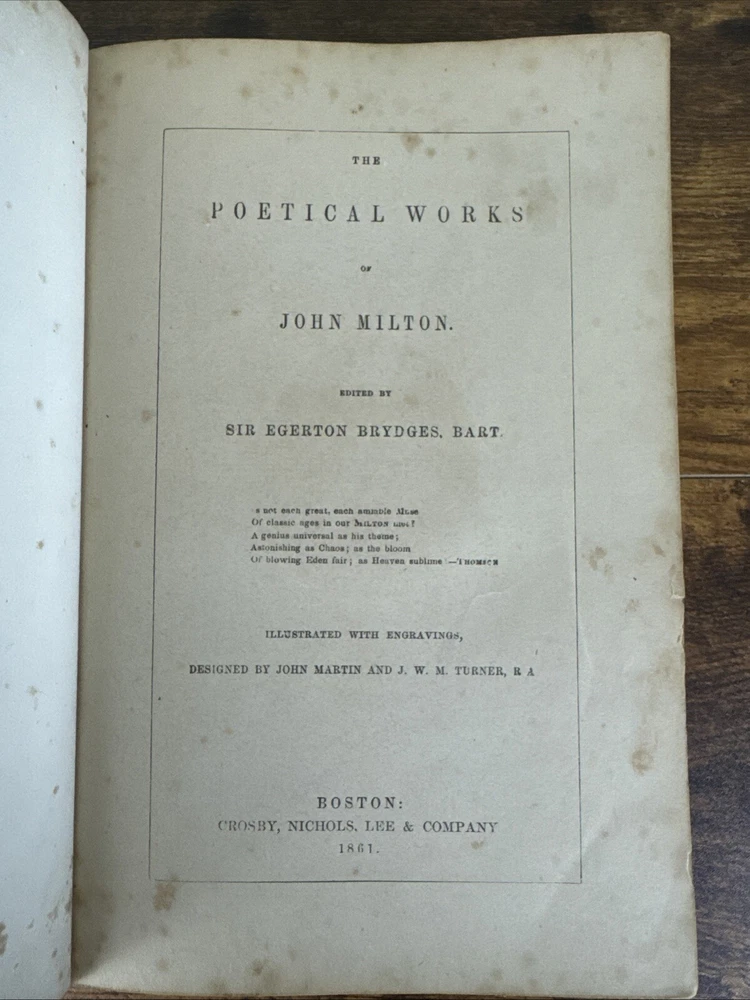 THE
POETICAL WORKS
OF
JOHN MILTON.
EDITED BY
SIR EGERTON BRYDGES, BART.
s not each great, each amiable Muse
Of classic ages in our MILTON met?
A genius universal as his theme;
Astonishing as Chaos; as the bloom
Of blowing Eden fair; as Heaven sublime!—THOMSON
ILLUSTRATED WITH ENGRAVINGS,
DESIGNED BY JOHN MARTIN AND J. W. M. TURNER, R A
BOSTON:
CROSBY, NICHOLS, LEE & COMPANY
1861.